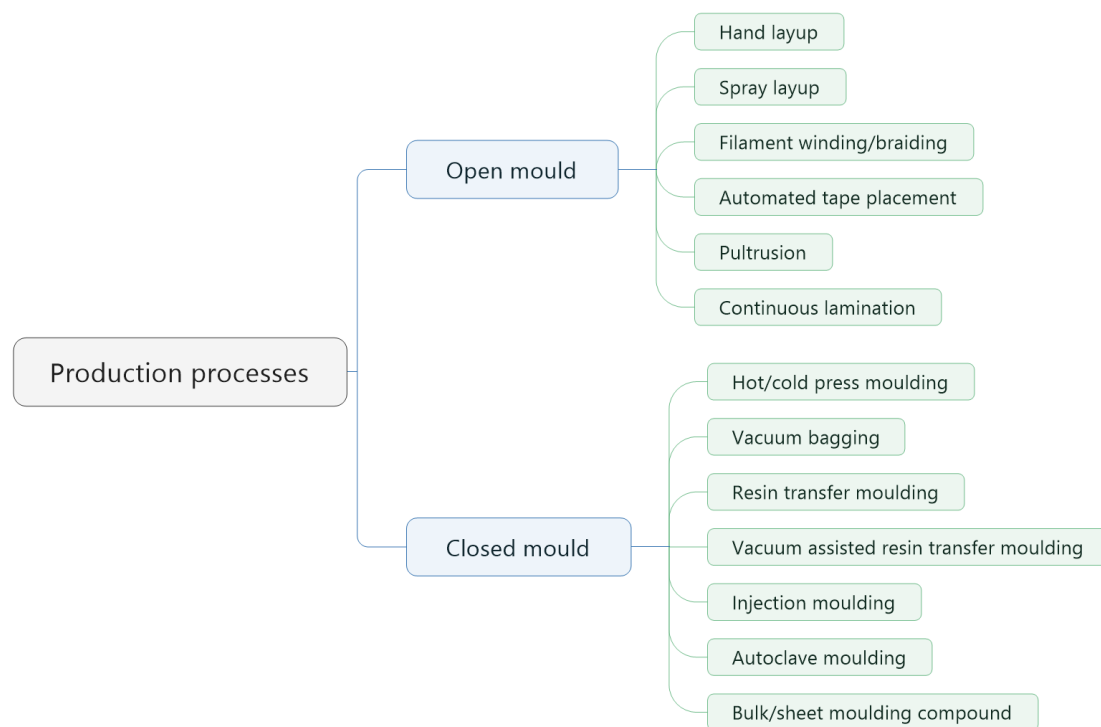 Hand layup
Spray layup
Filament winding/braiding
Open mould
Automated tape placement
Pultrusion
Continuous lamination
Production processes
Hot/cold press moulding
Vacuum bagging
Resin transfer moulding
Closed mould
Vacuum assisted resin transfer moulding
Injection moulding
Autoclave moulding
Bulk/sheet moulding compound